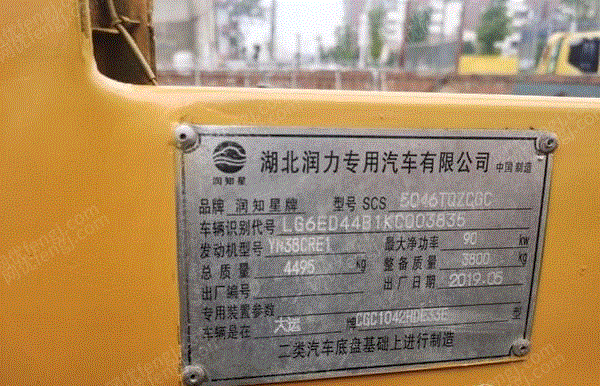 湖北润力专用汽车有限公司 中国制造
润知星
品牌 润知星牌 型号 SCS 5046TQZCGC
车辆识别代号 LG6ED44B1KC003835
发动机型号 YN38CRE1 最大净功率 90 kw
总质量 4495 kg 整备质量 3800 kg
出厂编号 出厂日期 2019.05
专用装置参数
车辆是在 大运 牌 CGC1042HDE33E 型
二类汽车底盘基础上进行制造